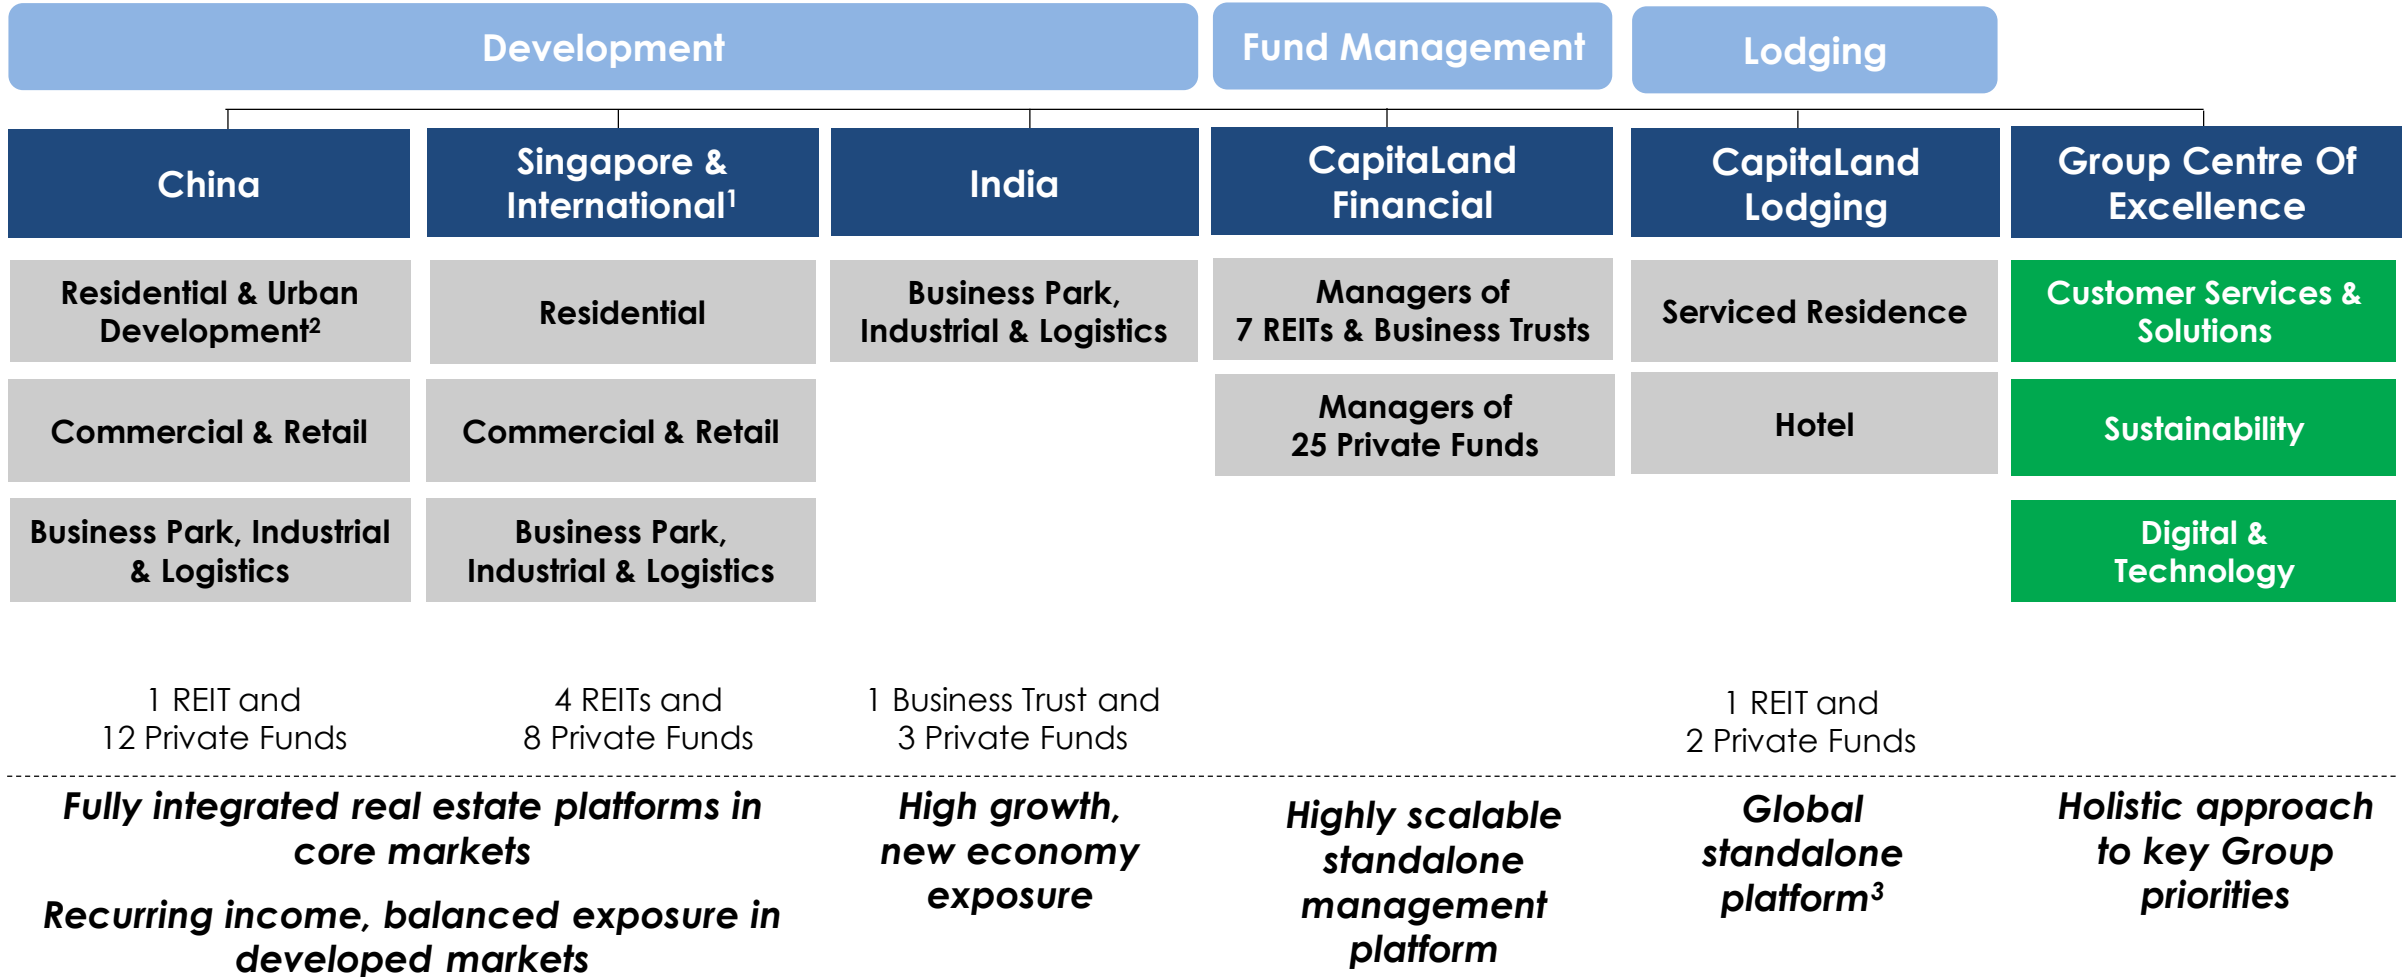 Development
Fund Management
Lodging
China
Singapore &
International1
India
CapitaLand
Financial
CapitaLand
Lodging
Group Centre Of
Excellence
Residential & Urban
Development2
Residential
Business Park,
Industrial & Logistics
Managers of
7 REITs & Business Trusts
Serviced Residence
Customer Services &
Solutions
Commercial & Retail
Commercial & Retail
Managers of
25 Private Funds
Hotel
Sustainability
Business Park, Industrial
& Logistics
Business Park,
Industrial & Logistics
Digital &
Technology
1 REIT and
12 Private Funds
4 REITs and
8 Private Funds
1 Business Trust and
3 Private Funds
1 REIT and
2 Private Funds
Fully integrated real estate platforms in
core markets
Recurring income, balanced exposure in
developed markets
High growth,
new economy
exposure
Highly scalable
standalone
management
platform
Global
standalone
platform3
Holistic approach
to key Group
priorities